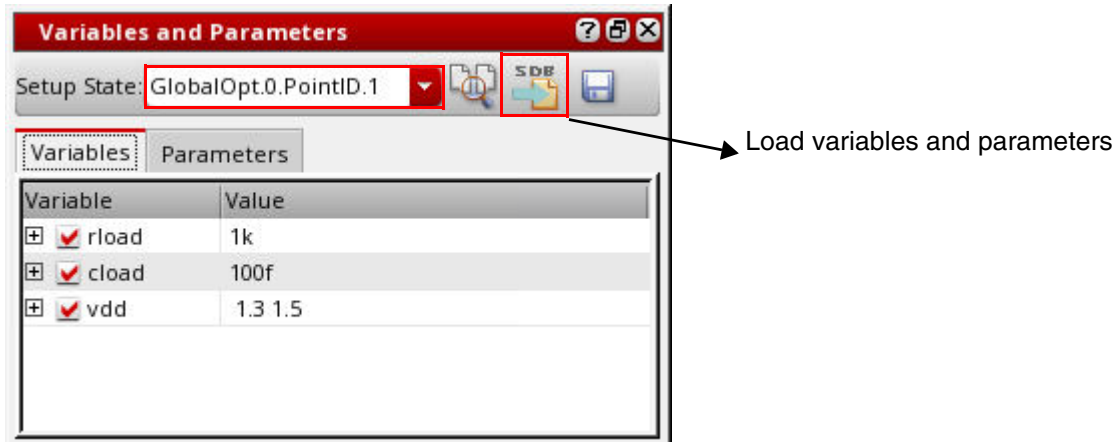 Variables and Parameters
Setup State: GlobalOpt.0.PointID.1
SDB
Load variables and parameters
Variables Parameters
Variable Value
rload 1k
cload 100f
vdd 1.3 1.5